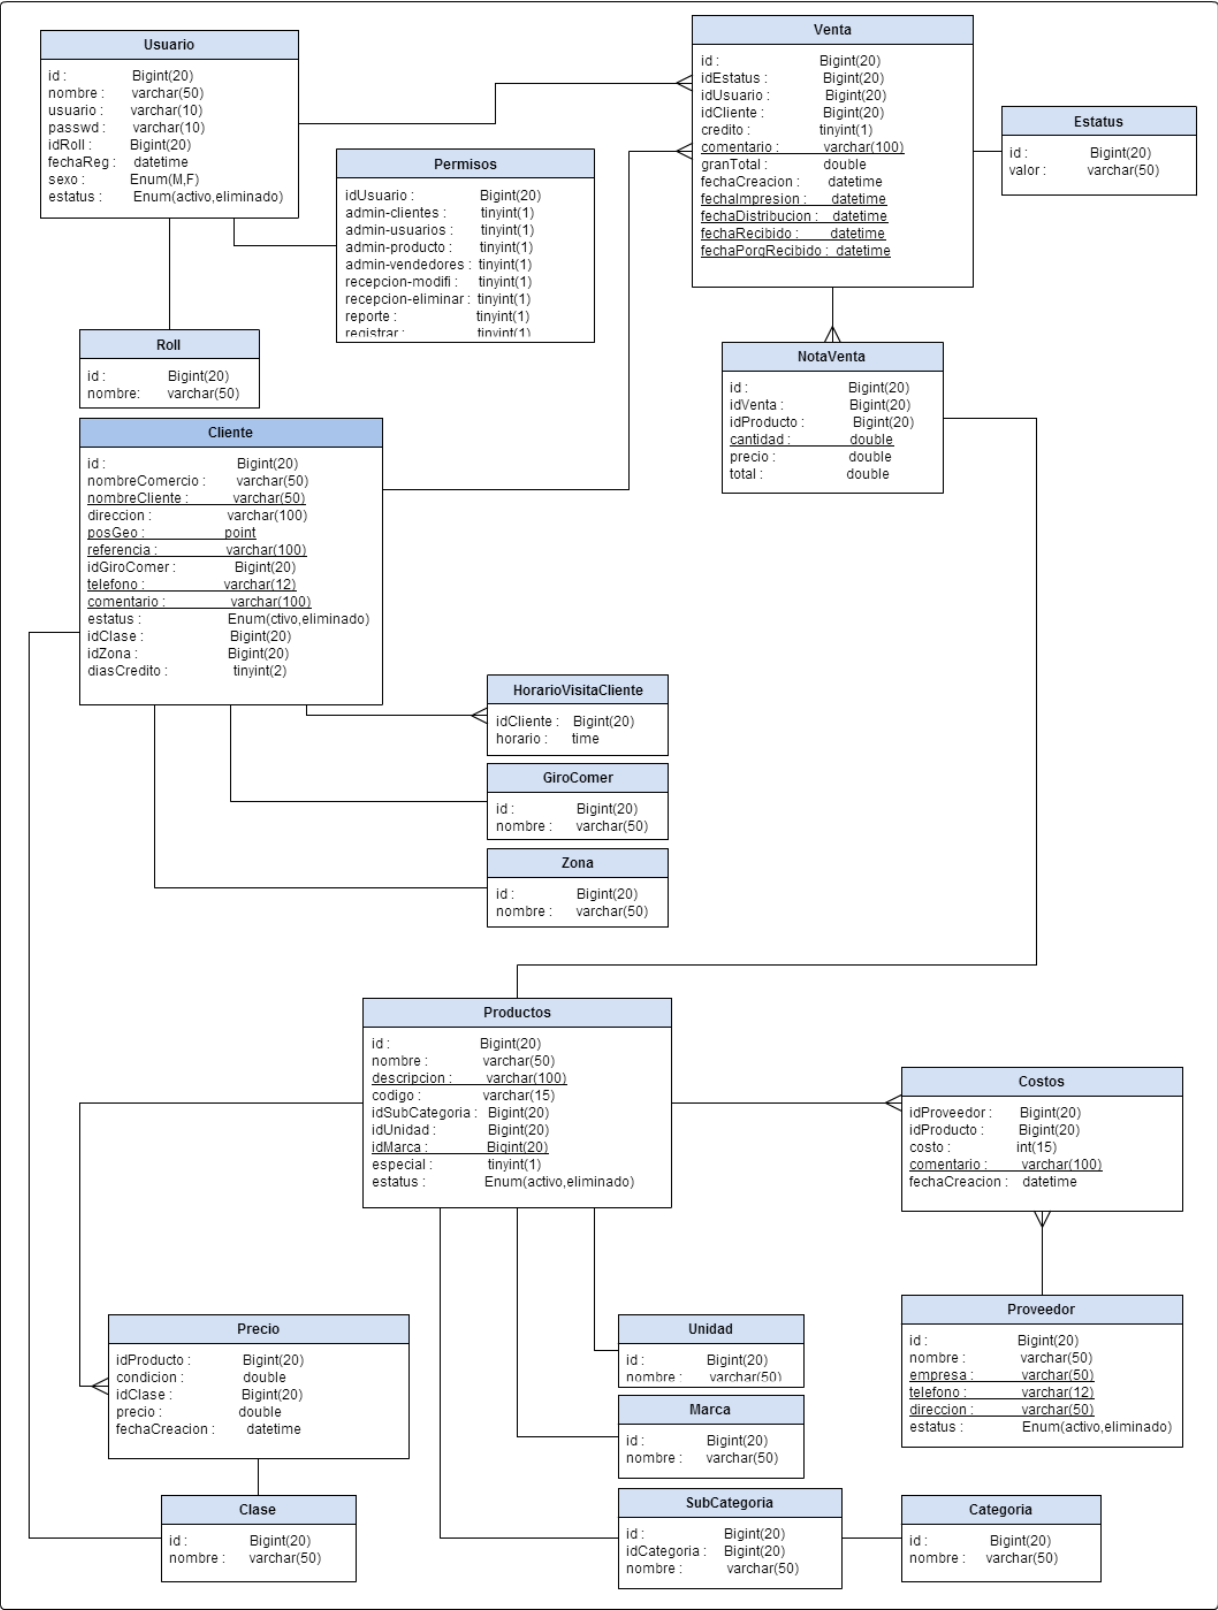 Usuario
id : Bigint(20)
nombre : varchar(50)
usuario : varchar(10)
passwd : varchar(10)
idRoll : Bigint(20)
fechaReg : datetime
sexo : Enum(M,F)
estatus : Enum(activo,eliminado)
Venta
id : Bigint(20)
idEstatus : Bigint(20)
idUsuario : Bigint(20)
idCliente : Bigint(20)
credito : tinyint(1)
comentario : varchar(100)
granTotal : double
fechaCreacion : datetime
fechaImpresion : datetime
fechaDistribucion : datetime
fechaRecibido : datetime
fechaPorqRecibido : datetime
Estatus
id : Bigint(20)
valor : varchar(50)
Permisos
idUsuario : Bigint(20)
admin-clientes : tinyint(1)
admin-usuarios : tinyint(1)
admin-producto : tinyint(1)
admin-vendedores : tinyint(1)
recepcion-modifi : tinyint(1)
recepcion-eliminar : tinyint(1)
reporte : tinyint(1)
registrar : tinyint(1)
Roll
id : Bigint(20)
nombre: varchar(50)
NotaVenta
id : Bigint(20)
idVenta : Bigint(20)
idProducto : Bigint(20)
cantidad : double
precio : double
total : double
Cliente
id : Bigint(20)
nombreComercio : varchar(50)
nombreCliente : varchar(50)
direccion : varchar(100)
posGeo : point
referencia : varchar(100)
idGiroComer : Bigint(20)
telefono : varchar(12)
comentario : varchar(100)
estatus : Enum(ctivo,eliminado)
idClase : Bigint(20)
idZona : Bigint(20)
diasCredito : tinyint(2)
HorarioVisitaCliente
idCliente : Bigint(20)
horario : time
GiroComer
id : Bigint(20)
nombre : varchar(50)
Zona
id : Bigint(20)
nombre : varchar(50)
Productos
id : Bigint(20)
nombre : varchar(50)
descripcion : varchar(100)
codigo : varchar(15)
idSubCategoria : Bigint(20)
idUnidad : Bigint(20)
idMarca : Bigint(20)
especial : tinyint(1)
estatus : Enum(activo,eliminado)
Costos
idProveedor : Bigint(20)
idProducto : Bigint(20)
costo : int(15)
comentario : varchar(100)
fechaCreacion : datetime
Precio
idProducto : Bigint(20)
condicion : double
idClase : Bigint(20)
precio : double
fechaCreacion : datetime
Unidad
id : Bigint(20)
nombre : varchar(50)
Proveedor
id : Bigint(20)
nombre : varchar(50)
empresa : varchar(50)
telefono : varchar(12)
direccion : varchar(50)
estatus : Enum(activo,eliminado)
Marca
id : Bigint(20)
nombre : varchar(50)
Clase
id : Bigint(20)
nombre : varchar(50)
SubCategoria
id : Bigint(20)
idCategoria : Bigint(20)
nombre : varchar(50)
Categoria
id : Bigint(20)
nombre : varchar(50)